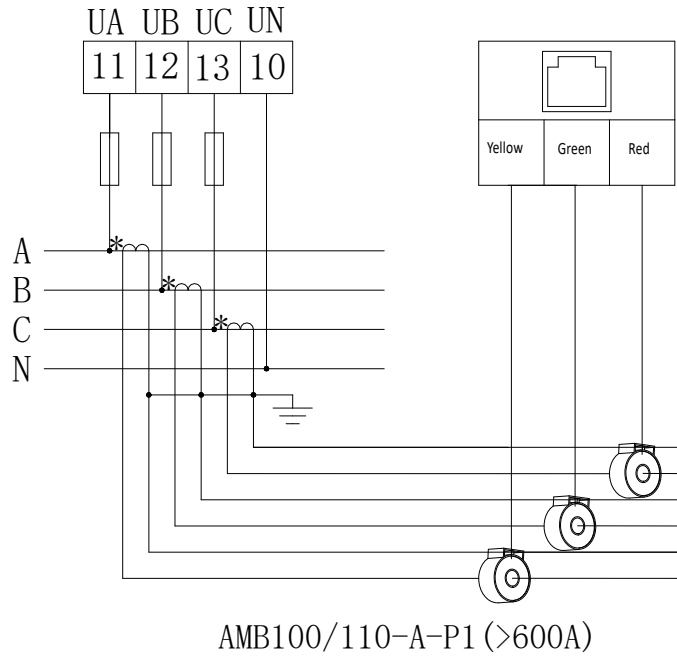 UA UB UC UN
11 12 13 10
Yellow Green Red
*
A
*
B
*
C
N
AMB100/110-A-P1(>600A)